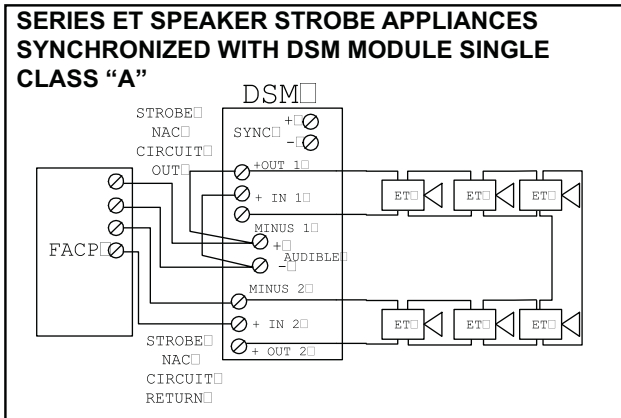 SERIES ET SPEAKER STROBE APPLIANCES
SYNCHRONIZED WITH DSM MODULE SINGLE
CLASS “A”
DSM
STROBE
NAC
CIRCUIT
OUT
SYNC
+
-
+OUT 1
+ IN 1
MINUS 1
+
AUDIBLE
-
MINUS 2
+ IN 2
+ OUT 2
FACP
STROBE
NAC
CIRCUIT
RETURN
ET
ET
ET
ET
ET
ET